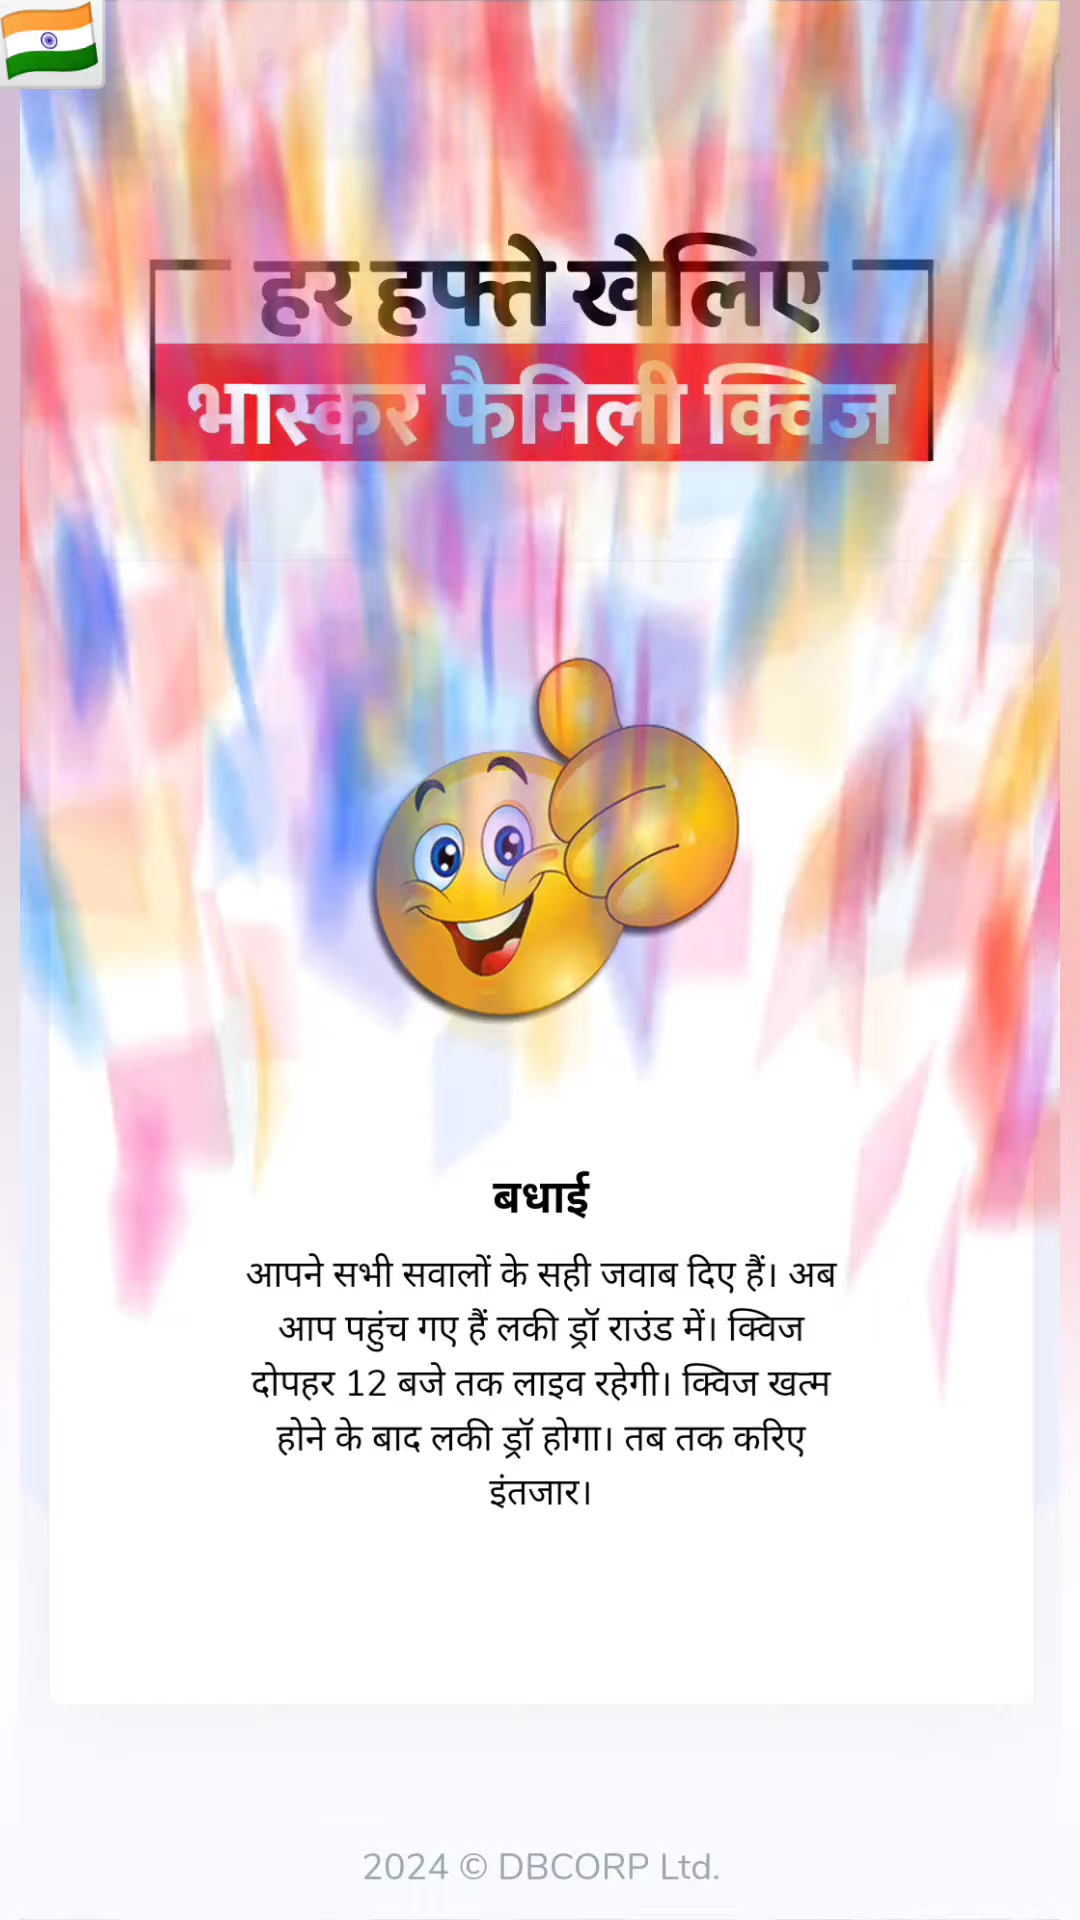 हर हफ्ते खेलिए
भास्कर फैमिली क्विज
बधाई
आपने सभी सवालों के सही जवाब दिए हैं। अब
आप पहुंच गए हैं लकी ड्रॉ राउंड में। क्विज
दोपहर 12 बजे तक लाइव रहेगी। क्विज खत्म
होने के बाद लकी ड्रॉ होगा। तब तक करिए
इंतजार।
2024 © DBCORP Ltd.